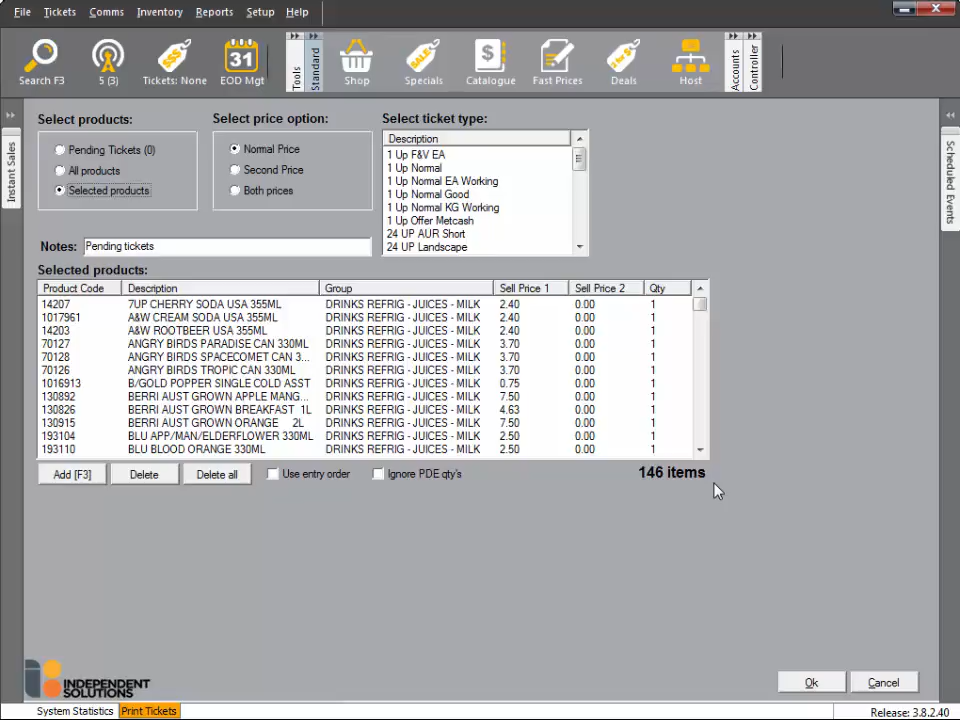 File Tickets Comms Inventory Reports Setup Help
Search F3
5 (3)
Tickets: None
31
EOD Mgt
Tools
Standard
Shop
SALE
Specials
Catalogue
Fast Prices
Deals
Host
Accounts
Controller
Instant Sales
Scheduled Events
Select products:
Pending Tickets (0)
All products
Selected products
Select price option:
Normal Price
Second Price
Both prices
Select ticket type:
Description
1 Up F&V EA
1 Up Normal
1 Up Normal EA Working
1 Up Normal Good
1 Up Normal KG Working
1 Up Offer Metcash
24 UP AUR Short
24 UP Landscape
Notes: Pending tickets
Selected products:
Product Code Description Group Sell Price 1 Sell Price 2 Qty
14207 7UP CHERRY SODA USA 355ML DRINKS REFRIG - JUICES - MILK 2.40 0.00 1
1017961 A&W CREAM SODA USA 355ML DRINKS REFRIG - JUICES - MILK 2.40 0.00 1
14203 A&W ROOTBEER USA 355ML DRINKS REFRIG - JUICES - MILK 2.40 0.00 1
70127 ANGRY BIRDS PARADISE CAN 330ML DRINKS REFRIG - JUICES - MILK 3.70 0.00 1
70128 ANGRY BIRDS SPACECOMET CAN 3... DRINKS REFRIG - JUICES - MILK 3.70 0.00 1
70126 ANGRY BIRDS TROPIC CAN 330ML DRINKS REFRIG - JUICES - MILK 3.70 0.00 1
1016913 B/GOLD POPPER SINGLE COLD ASST DRINKS REFRIG - JUICES - MILK 0.75 0.00 1
130892 BERRI AUST GROWN APPLE MANG... DRINKS REFRIG - JUICES - MILK 7.50 0.00 1
130826 BERRI AUST GROWN BREAKFAST 1L DRINKS REFRIG - JUICES - MILK 4.63 0.00 1
130915 BERRI AUST GROWN ORANGE 2L DRINKS REFRIG - JUICES - MILK 7.50 0.00 1
193104 BLU APP/MAN/ELDERFLOWER 330ML DRINKS REFRIG - JUICES - MILK 2.50 0.00 1
193110 BLU BLOOD ORANGE 330ML DRINKS REFRIG - JUICES - MILK 2.50 0.00 1
Add [F3] Delete Delete all Use entry order Ignore PDE qty's 146 items
INDEPENDENT
SOLUTIONS
Ok Cancel
System Statistics Print Tickets Release: 3.8.2.40